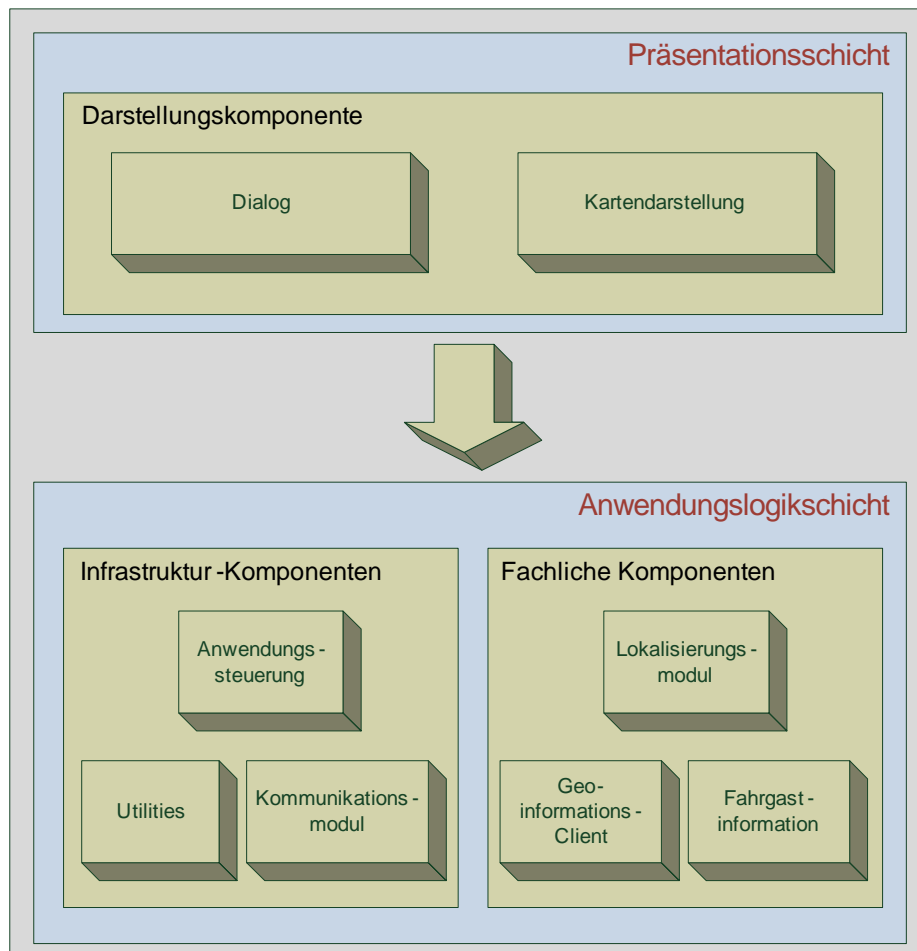 Präsentationsschicht
Darstellungskomponente
Dialog
Kartendarstellung
Anwendungslogikschicht
Infrastruktur -Komponenten
Anwendungs -
steuerung
Utilities
Kommunikations -
modul
Fachliche Komponenten
Lokalisierungs -
modul
Geo-
informations -
Client
Fahrgast -
information